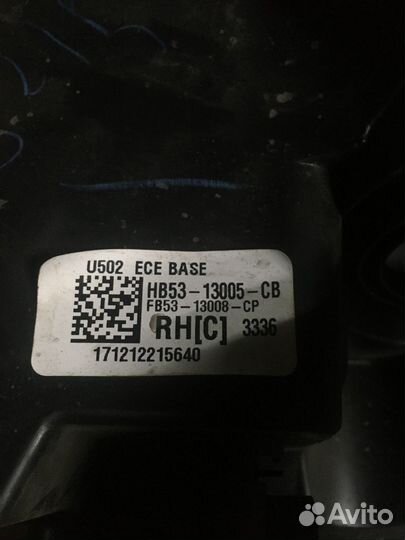 U502 ECE BASE
HB53-13005-CB
FB53-13008-CP
RH[C] 3336
171212215640
Avito